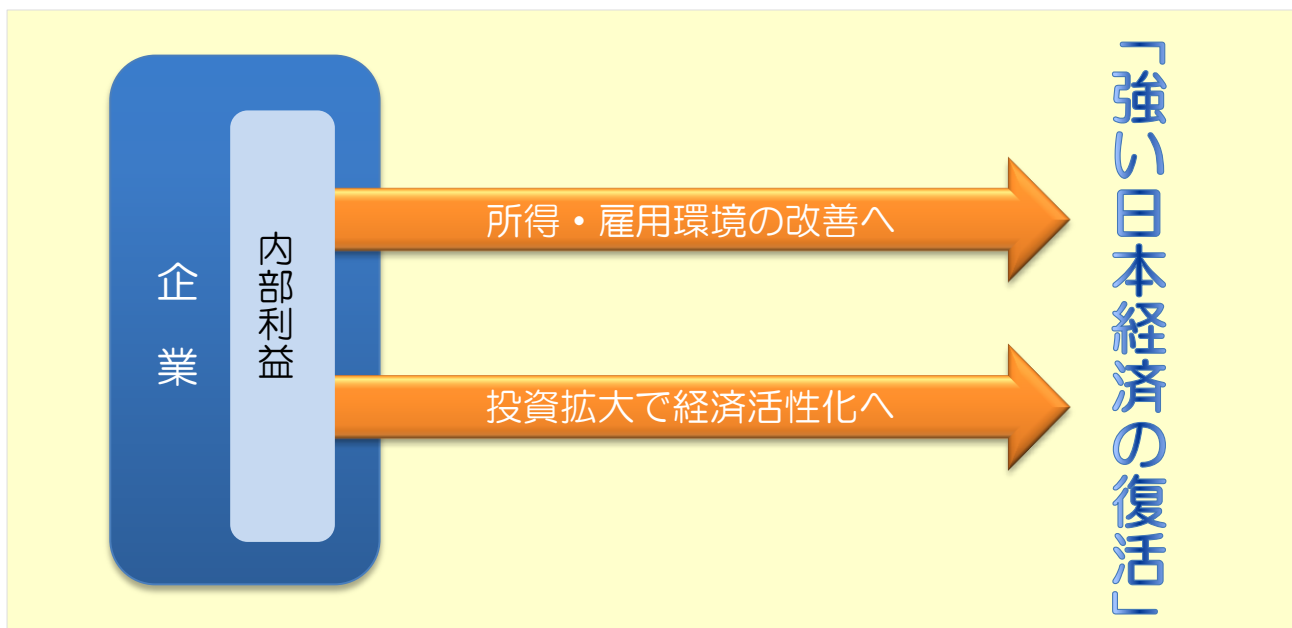 企業
内部利益
所得・雇用環境の改善へ
投資拡大で経済活性化へ
「強い日本経済の復活」